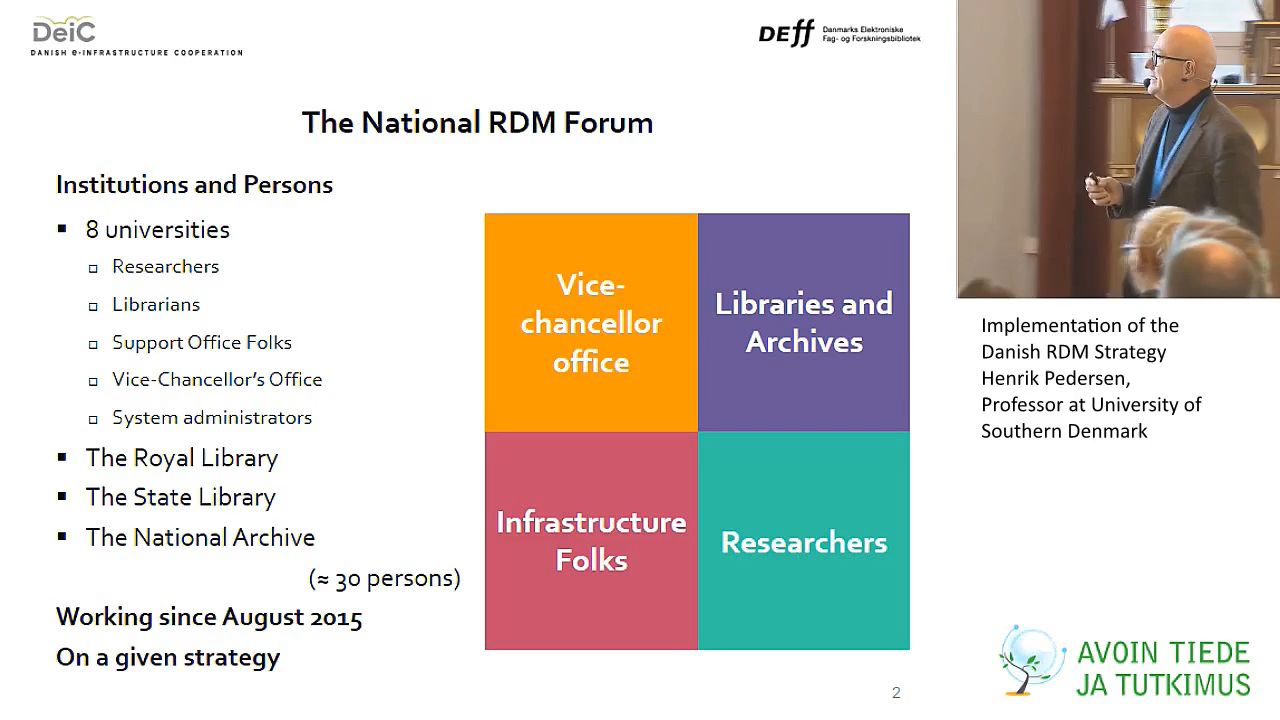 DeiC
DANISH e-INFRASTRUCTURE COOPERATION
DEff
Danmarks Elektroniske
Fag- og Forskningsbibliotek
The National RDM Forum
Institutions and Persons
8 universities
Researchers
Librarians
Support Office Folks
Vice-Chancellor's Office
System administrators
The Royal Library
The State Library
The National Archive
(≈ 30 persons)
Working since August 2015
On a given strategy
Vice-
chancellor
office
Libraries and
Archives
Infrastructure
Folks
Researchers
2
Implementation of the
Danish RDM Strategy
Henrik Pedersen,
Professor at University of
Southern Denmark
AVOIN TIEDE
JA TUTKIMUS